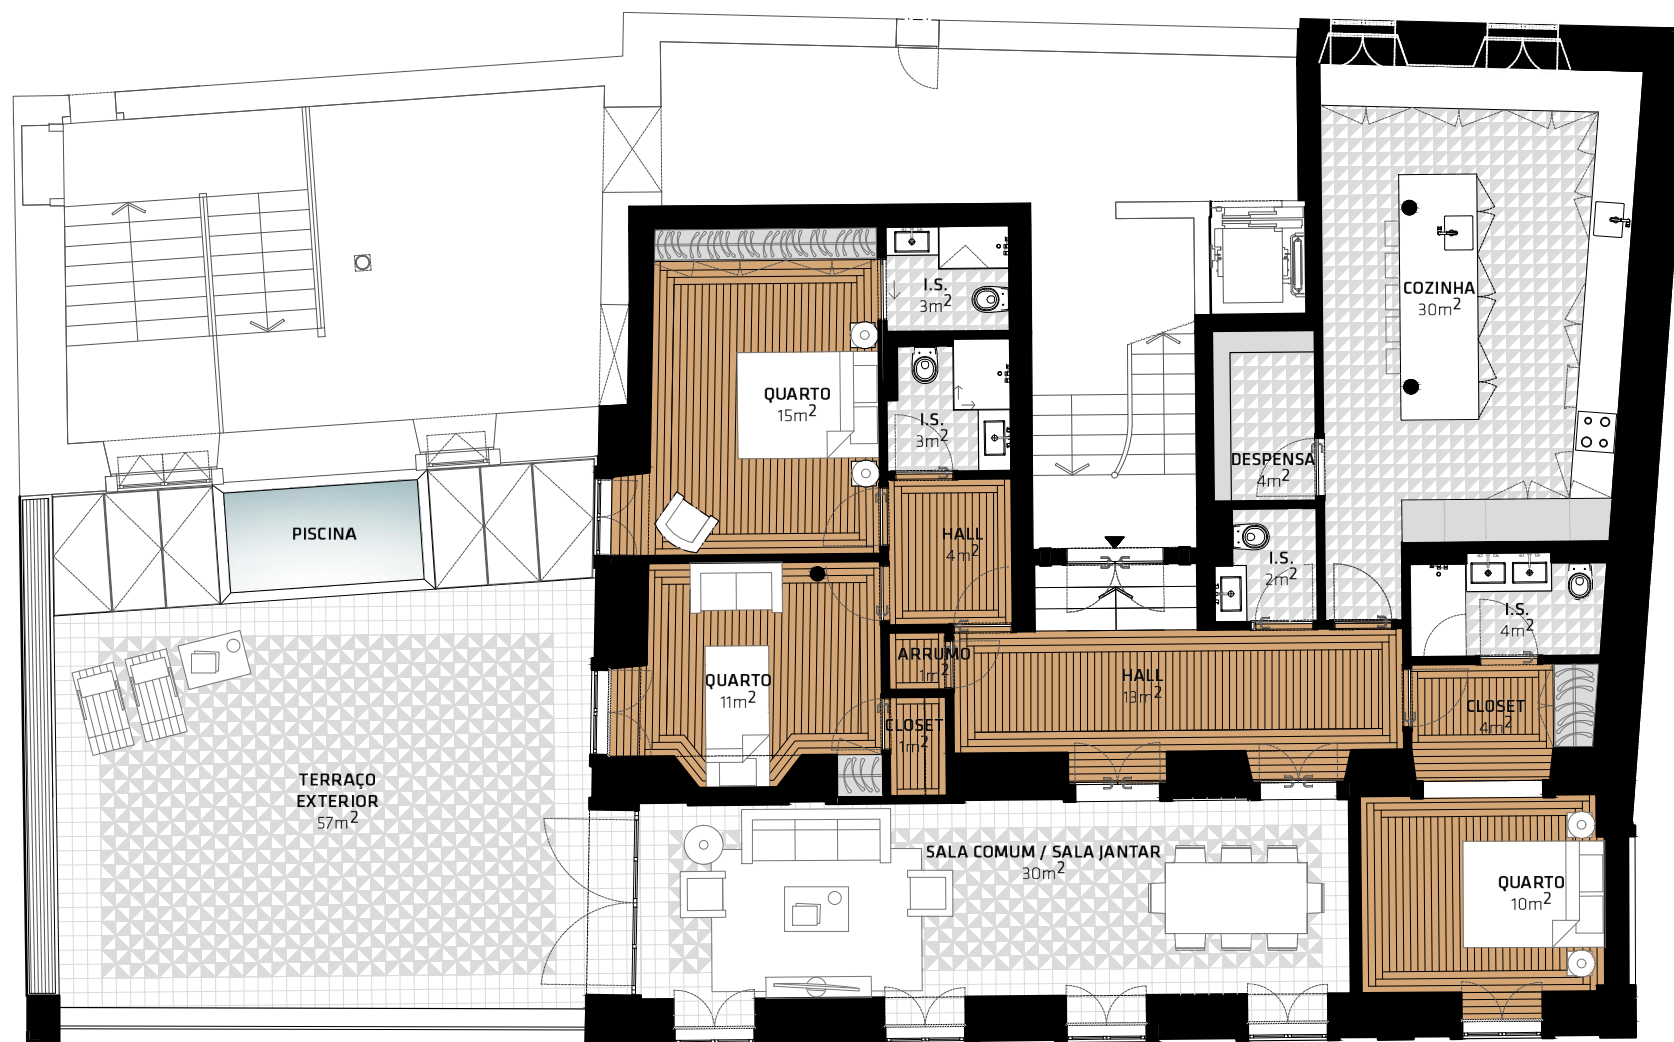 I.S.
3m²
COZINHA
30m²
QUARTO
15m²
I.S.
3m²
DESPENSA
4m²
PISCINA
HALL
4m²
I.S.
2m²
I.S.
4m²
ARRUMO
1m²
QUARTO
11m²
HALL
13m²
CLOSET
4m²
CLOSET
1m²
TERRAÇO
EXTERIOR
57m²
SALA COMUM / SALA JANTAR
30m²
QUARTO
10m²